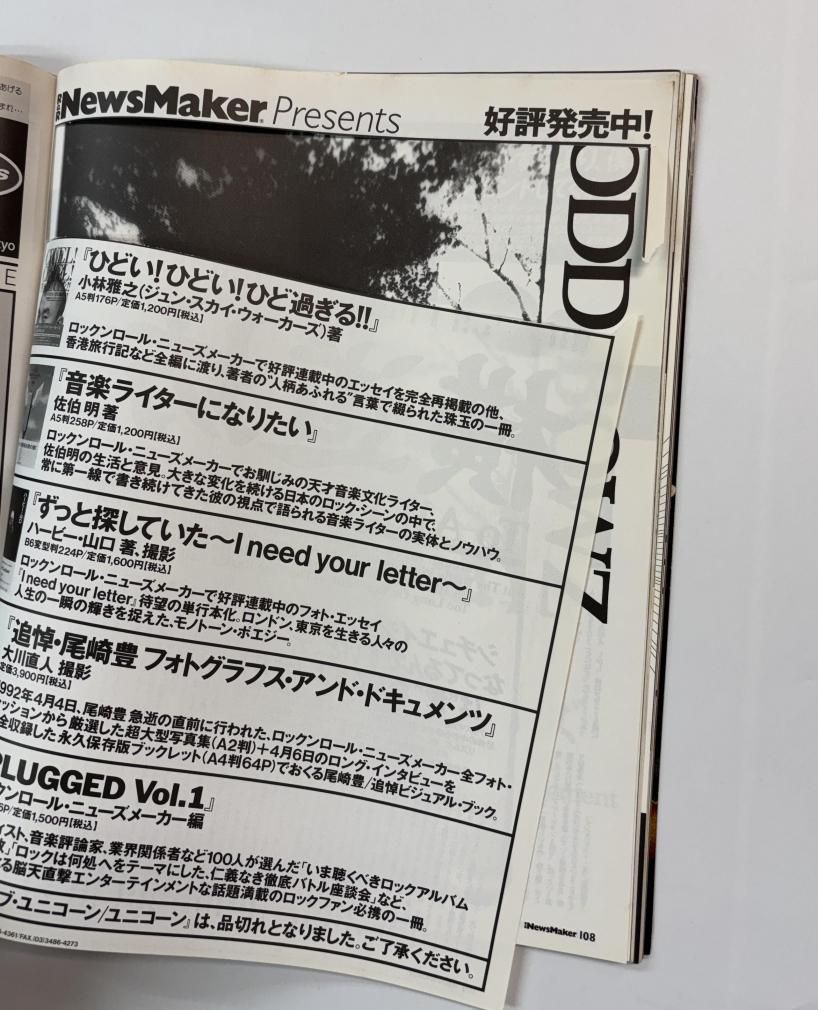 あげる
まれ…
R&R NewsMaker Presents
好評発売中!
ODD
『ひどい!ひどい!ひど過ぎる!!』
小林雅之(ジュン・スカイ・ウォーカーズ)著
A5判176P/定価1,200円[税込]
ロックンロール・ニューズメーカーで好評連載中のエッセイを完全再掲載の他、
香港旅行記など全編に渡り、著者の"人柄あふれる"言葉で綴られた珠玉の一冊。
『音楽ライターになりたい』
佐伯 明 著
A5判258P/定価1,200円[税込]
ロックンロール・ニューズメーカーでお馴じみの天才音楽文化ライター、
佐伯明の生活と意見。大きな変化を続ける日本のロック・シーンの中で、
常に第一線で書き続けてきた彼の視点で語られる音楽ライターの実体とノウハウ。
『ずっと探していた〜I need your letter〜』
ハービー・山口 著、撮影
B6変型判224P/定価1,600円[税込]
ロックンロール・ニューズメーカーで好評連載中のフォト・エッセイ
『I need your letter』待望の単行本化。ロンドン、東京を生きる人々の
人生の一瞬の輝きを捉えた、モノトーン・ポエジー。
『追悼・尾崎豊 フォトグラフス・アンド・ドキュメンツ』
大川直人 撮影
定価3,900円[税込]
1992年4月4日、尾崎豊 急逝の直前に行われた、ロックンロール・ニューズメーカー全フォト・
セッションから 厳選した超大型写真集(A2判)+4月6日のロング・インタビューを
全収録した 永久保存版ブックレット(A4判64P)でおくる尾崎豊/追悼ビジュアル・ブック。
PLUGGED Vol.1』
クンロール・ニューズメーカー編
6P/定価1,500円[税込]
ィスト、音楽評論家、業界関係者など100人が選んだ「いま聴くべきロックアルバム
」「ロックは何処へをテーマにした、仁義なき徹底バトル座談会」など、
る脳天直撃エンターテインメントな話題満載のロックファン必携の一冊。
ブ・ユニコーン/ユニコーン』は、品切れとなりました。ご了承ください。
-4361/FAX.(03)3486-4273
NewsMaker 108